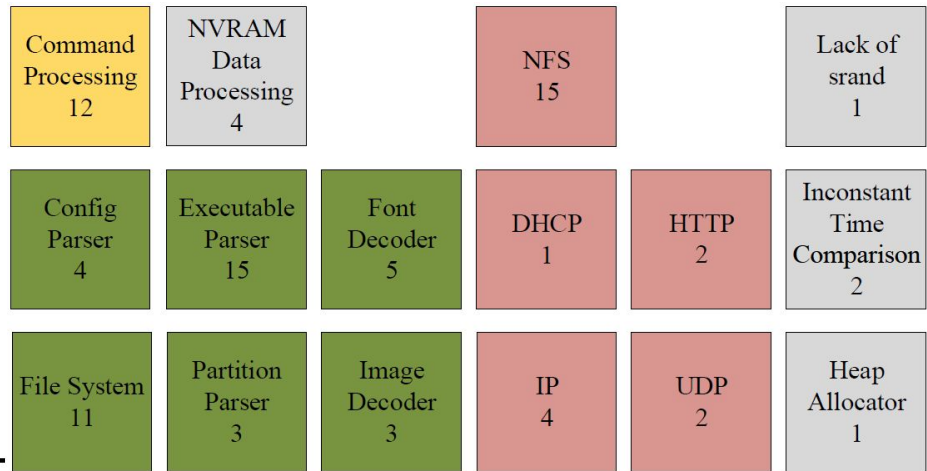 Command
Processing
12
NVRAM
Data
Processing
4
NFS
15
Lack of
srand
1
Config
Parser
4
Executable
Parser
15
Font
Decoder
5
DHCP
1
HTTP
2
Inconstant
Time
Comparison
2
File System
11
Partition
Parser
3
Image
Decoder
3
IP
4
UDP
2
Heap
Allocator
1